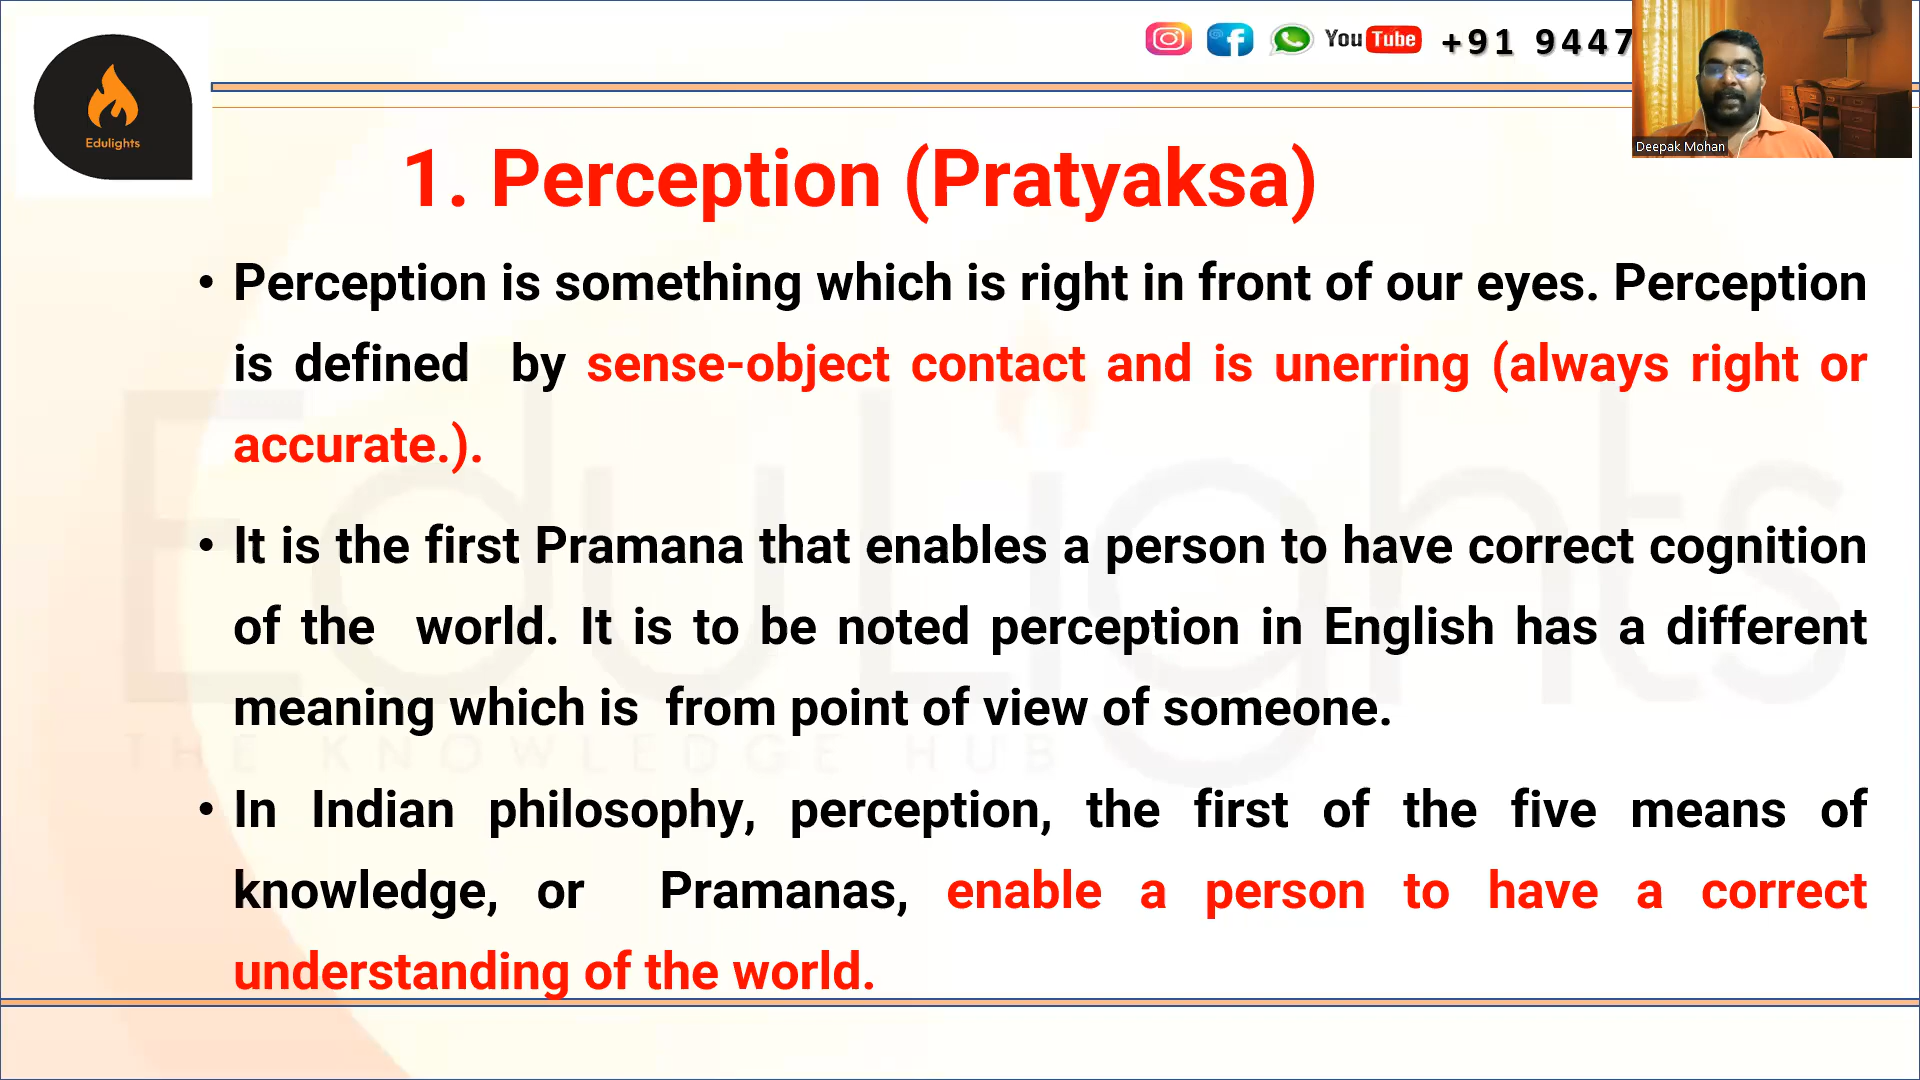 You Tube +91 9447
Edulights
Deepak Mohan
1. Perception (Pratyaksa)
• Perception is something which is right in front of our eyes. Perception
is defined by sense-object contact and is unerring (always right or
accurate.).
• It is the first Pramana that enables a person to have correct cognition
of the world. It is to be noted perception in English has a different
meaning which is from point of view of someone.
• In Indian philosophy, perception, the first of the five means of
knowledge, or Pramanas, enable a person to have a correct
understanding of the world.
EduLights
THE KNOWLEDGE HUB